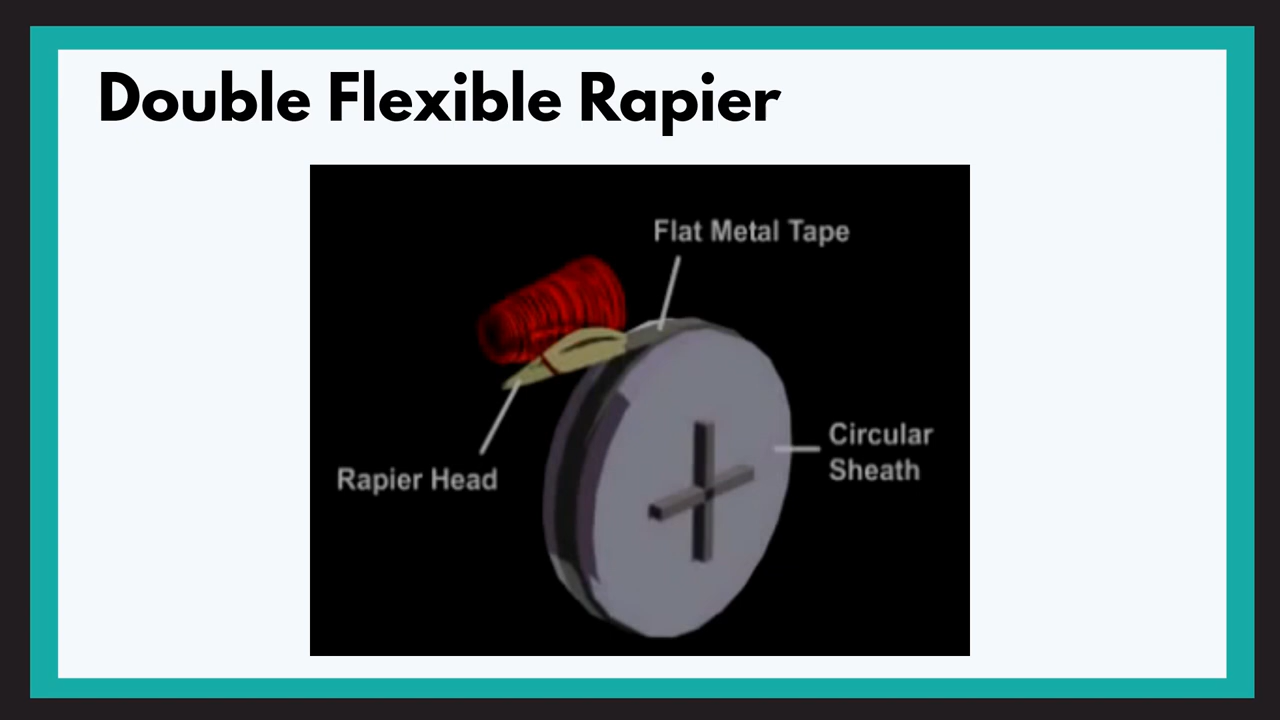 Double Flexible Rapier
Flat Metal Tape
Circular
Sheath
Rapier Head